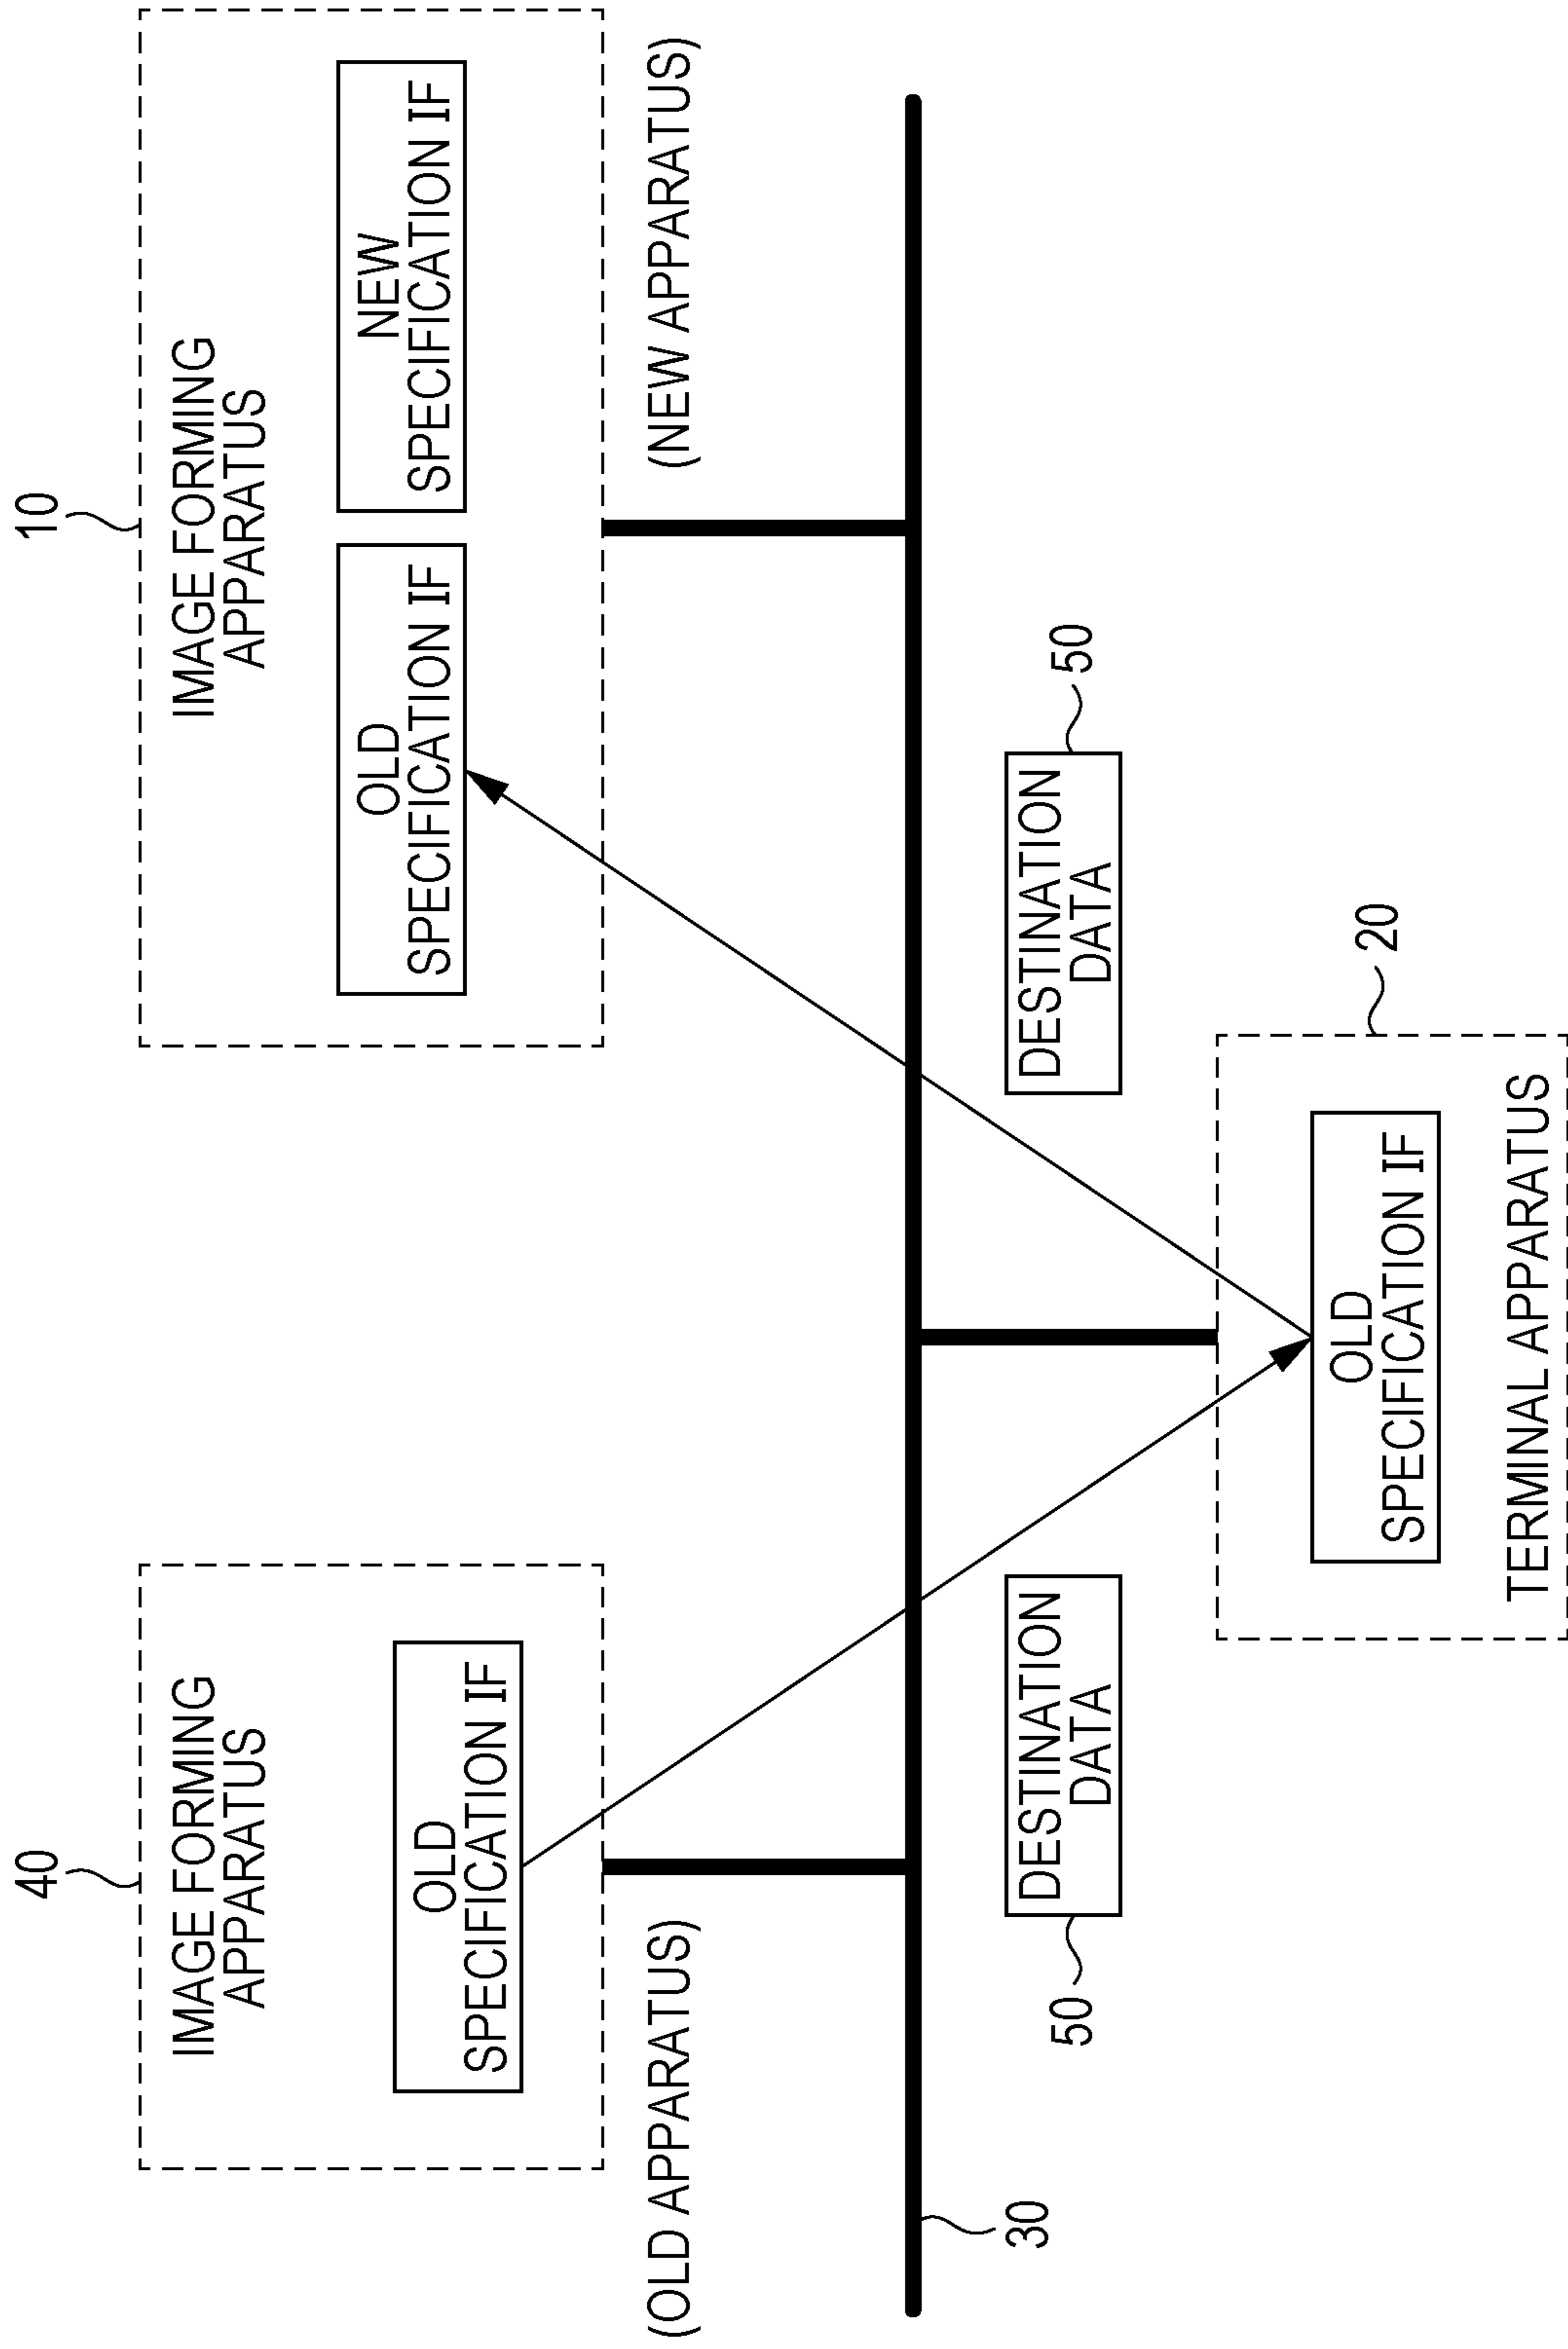 40
IMAGE FORMING
APPARATUS
OLD
SPECIFICATION IF
(OLD APPARATUS)
10
IMAGE FORMING
APPARATUS
OLD
SPECIFICATION IF
NEW
SPECIFICATION IF
(NEW APPARATUS)
30
50
DESTINATION
DATA
DESTINATION
DATA
50
20
OLD
SPECIFICATION IF
TERMINAL APPARATUS